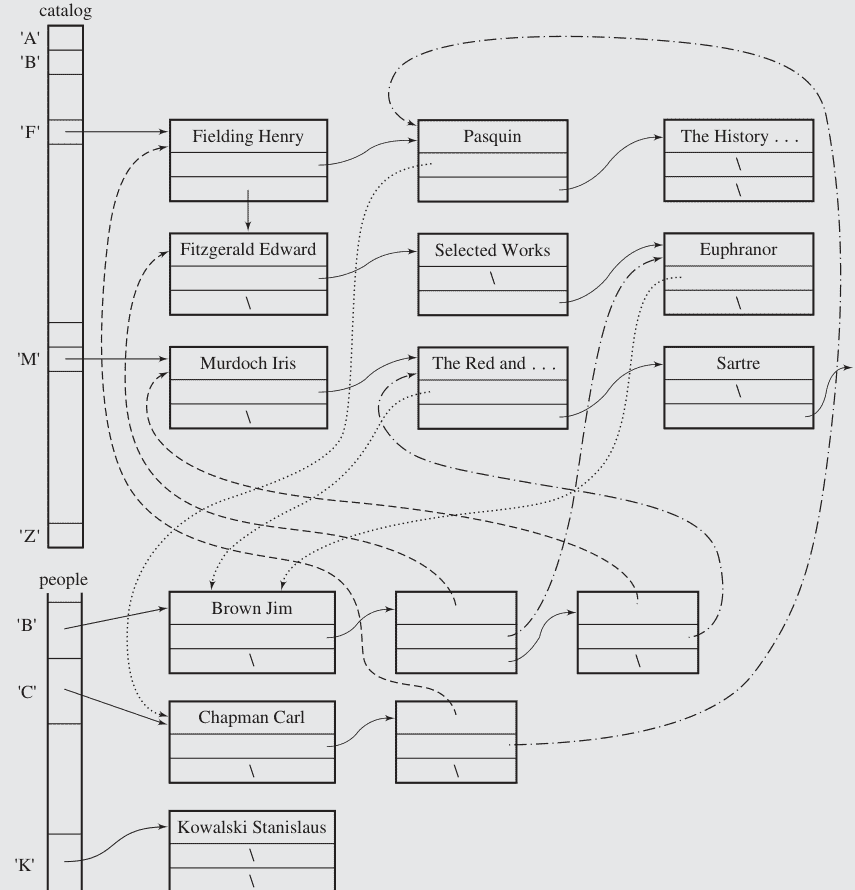 catalog
'A'
'B'
'F'
Fielding Henry
Pasquin
The History . . .
\
\
Fitzgerald Edward
Selected Works
Euphranor
\
\
\
'M'
Murdoch Iris
The Red and . . .
Sartre
\
\
'Z'
people
'B'
Brown Jim
\
\
'C'
Chapman Carl
\
\
Kowalski Stanislaus
\
'K'
\